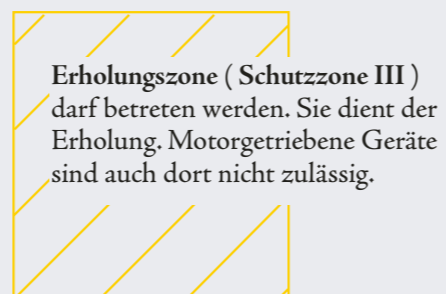 Erholungszone ( Schutzzone III )
darf betreten werden. Sie dient der
Erholung. Motorgetriebene Geräte
sind auch dort nicht zulässig.